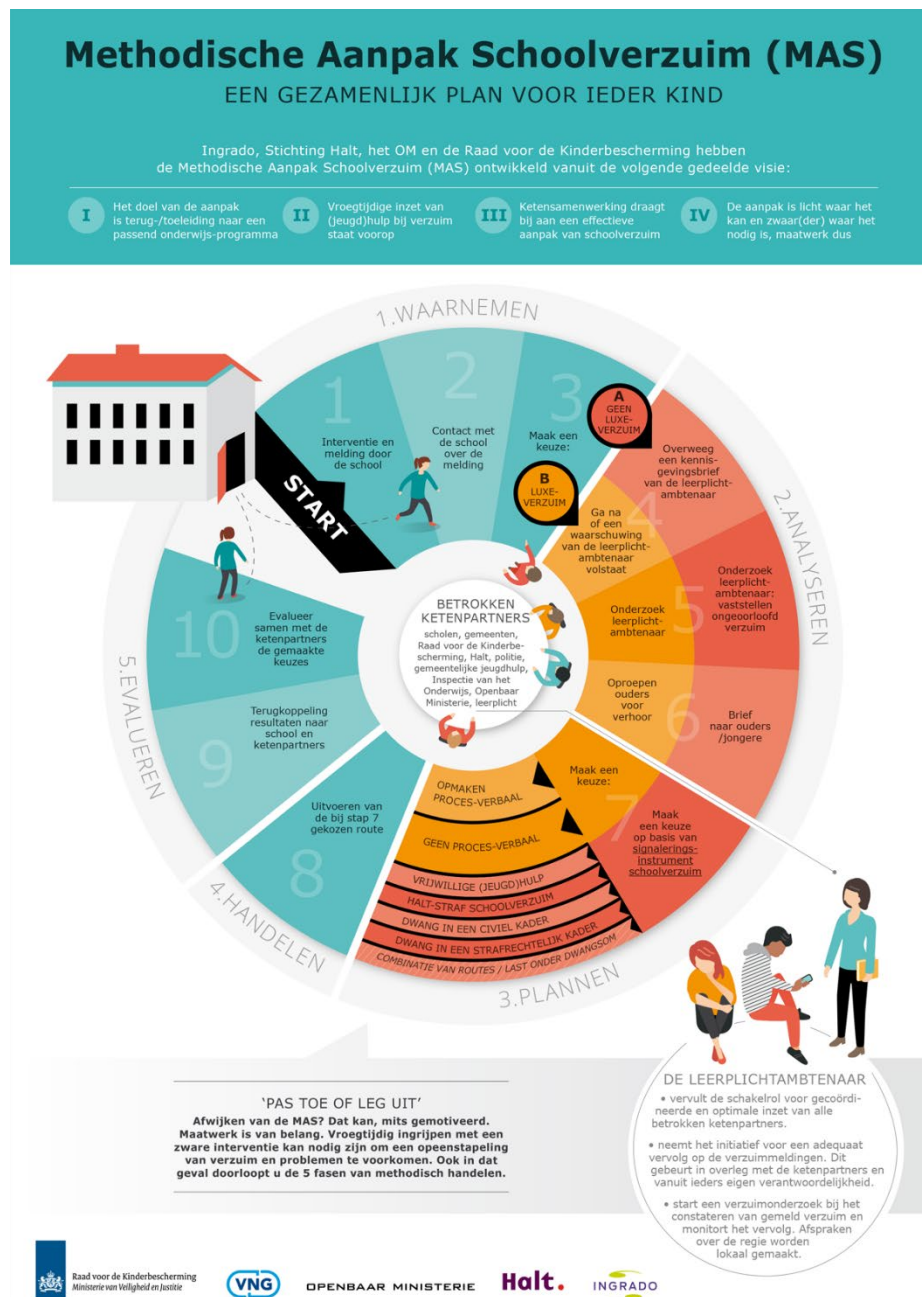 Methodische Aanpak Schoolverzuim (MAS)
EEN GEZAMENLIJK PLAN VOOR IEDER KIND
Ingrado, Stichting Halt, het OM en de Raad voor de Kinderbescherming hebben
de Methodische Aanpak Schoolverzuim (MAS) ontwikkeld vanuit de volgende gedeelde visie:
I
Het doel van de aanpak
is terug-/toeleiding naar een
passend onderwijs-programma
II
Vroegtijdige inzet van
(jeugd)hulp bij verzuim
staat voorop
III
Ketensamenwerking draagt
bij aan een effectieve
aanpak van schoolverzuim
IV
De aanpak is licht waar het
kan en zwaar(der) waar het
nodig is, maatwerk dus
1.WAARNEMEN
START
1
Interventie en
melding door
de school
2
Contact met
de school
over de
melding
3
Maak een
keuze:
A
GEEN
LUXE-
VERZUIM
B
LUXE-
VERZUIM
2.ANALYSEREN
4
Overweeg
een kennis-
gevingsbrief
van de leerplicht-
ambtenaar
Ga na
of een
waarschuwing
van de leerplicht-
ambtenaar
volstaat
5
Onderzoek
leerplicht-
ambtenaar:
vaststellen
ongeoorloofd
verzuim
Onderzoek
leerplicht-
ambtenaar
6
Oproepen
ouders
voor
verhoor
Brief
naar ouders
/jongere
BETROKKEN
KETENPARTNERS
scholen, gemeenten,
Raad voor de Kinderbe-
scherming, Halt, politie,
gemeentelijke jeugdhulp,
Inspectie van het
Onderwijs, Openbaar
Ministerie, leerplicht
3.PLANNEN
7
Maak een
keuze:
Maak
een keuze
op basis van
signalerings-
instrument
schoolverzuim
OPMAKEN
PROCES-VERBAAL
GEEN PROCES-VERBAAL
VRIJWILLIGE (JEUGD)HULP
HALT-STRAF SCHOOLVERZUIM
DWANG IN EEN CIVIEL KADER
DWANG IN EEN STRAFRECHTELIJK KADER
COMBINATIE VAN ROUTES / LAST ONDER DWANGSOM
4.HANDELEN
Uitvoeren van
de bij stap 7
gekozen route
8
5.EVALUEREN
Terugkoppeling
resultaten naar
school en
ketenpartners
9
10
Evalueer
samen met de
ketenpartners
de gemaakte
keuzes
'PAS TOE OF LEG UIT'
Afwijken van de MAS? Dat kan, mits gemotiveerd.
Maatwerk is van belang. Vroegtijdig ingrijpen met een
zware interventie kan nodig zijn om een opeenstapeling
van verzuim en problemen te voorkomen. Ook in dat
geval doorloopt u de 5 fasen van methodisch handelen.
DE LEERPLICHTAMBTENAAR
• vervult de schakelrol voor gecoördi-
neerde en optimale inzet van alle
betrokken ketenpartners.
• neemt het initiatief voor een adequaat
vervolg op de verzuimmeldingen. Dit
gebeurt in overleg met de ketenpartners en
vanuit ieders eigen verantwoordelijkheid.
• start een verzuimonderzoek bij het
constateren van gemeld verzuim en
monitort het vervolg. Afspraken
over de regie worden
lokaal gemaakt.
Raad voor de Kinderbescherming
Ministerie van Veiligheid en Justitie
VNG
OPENBAAR MINISTERIE
Halt.
INGRADO